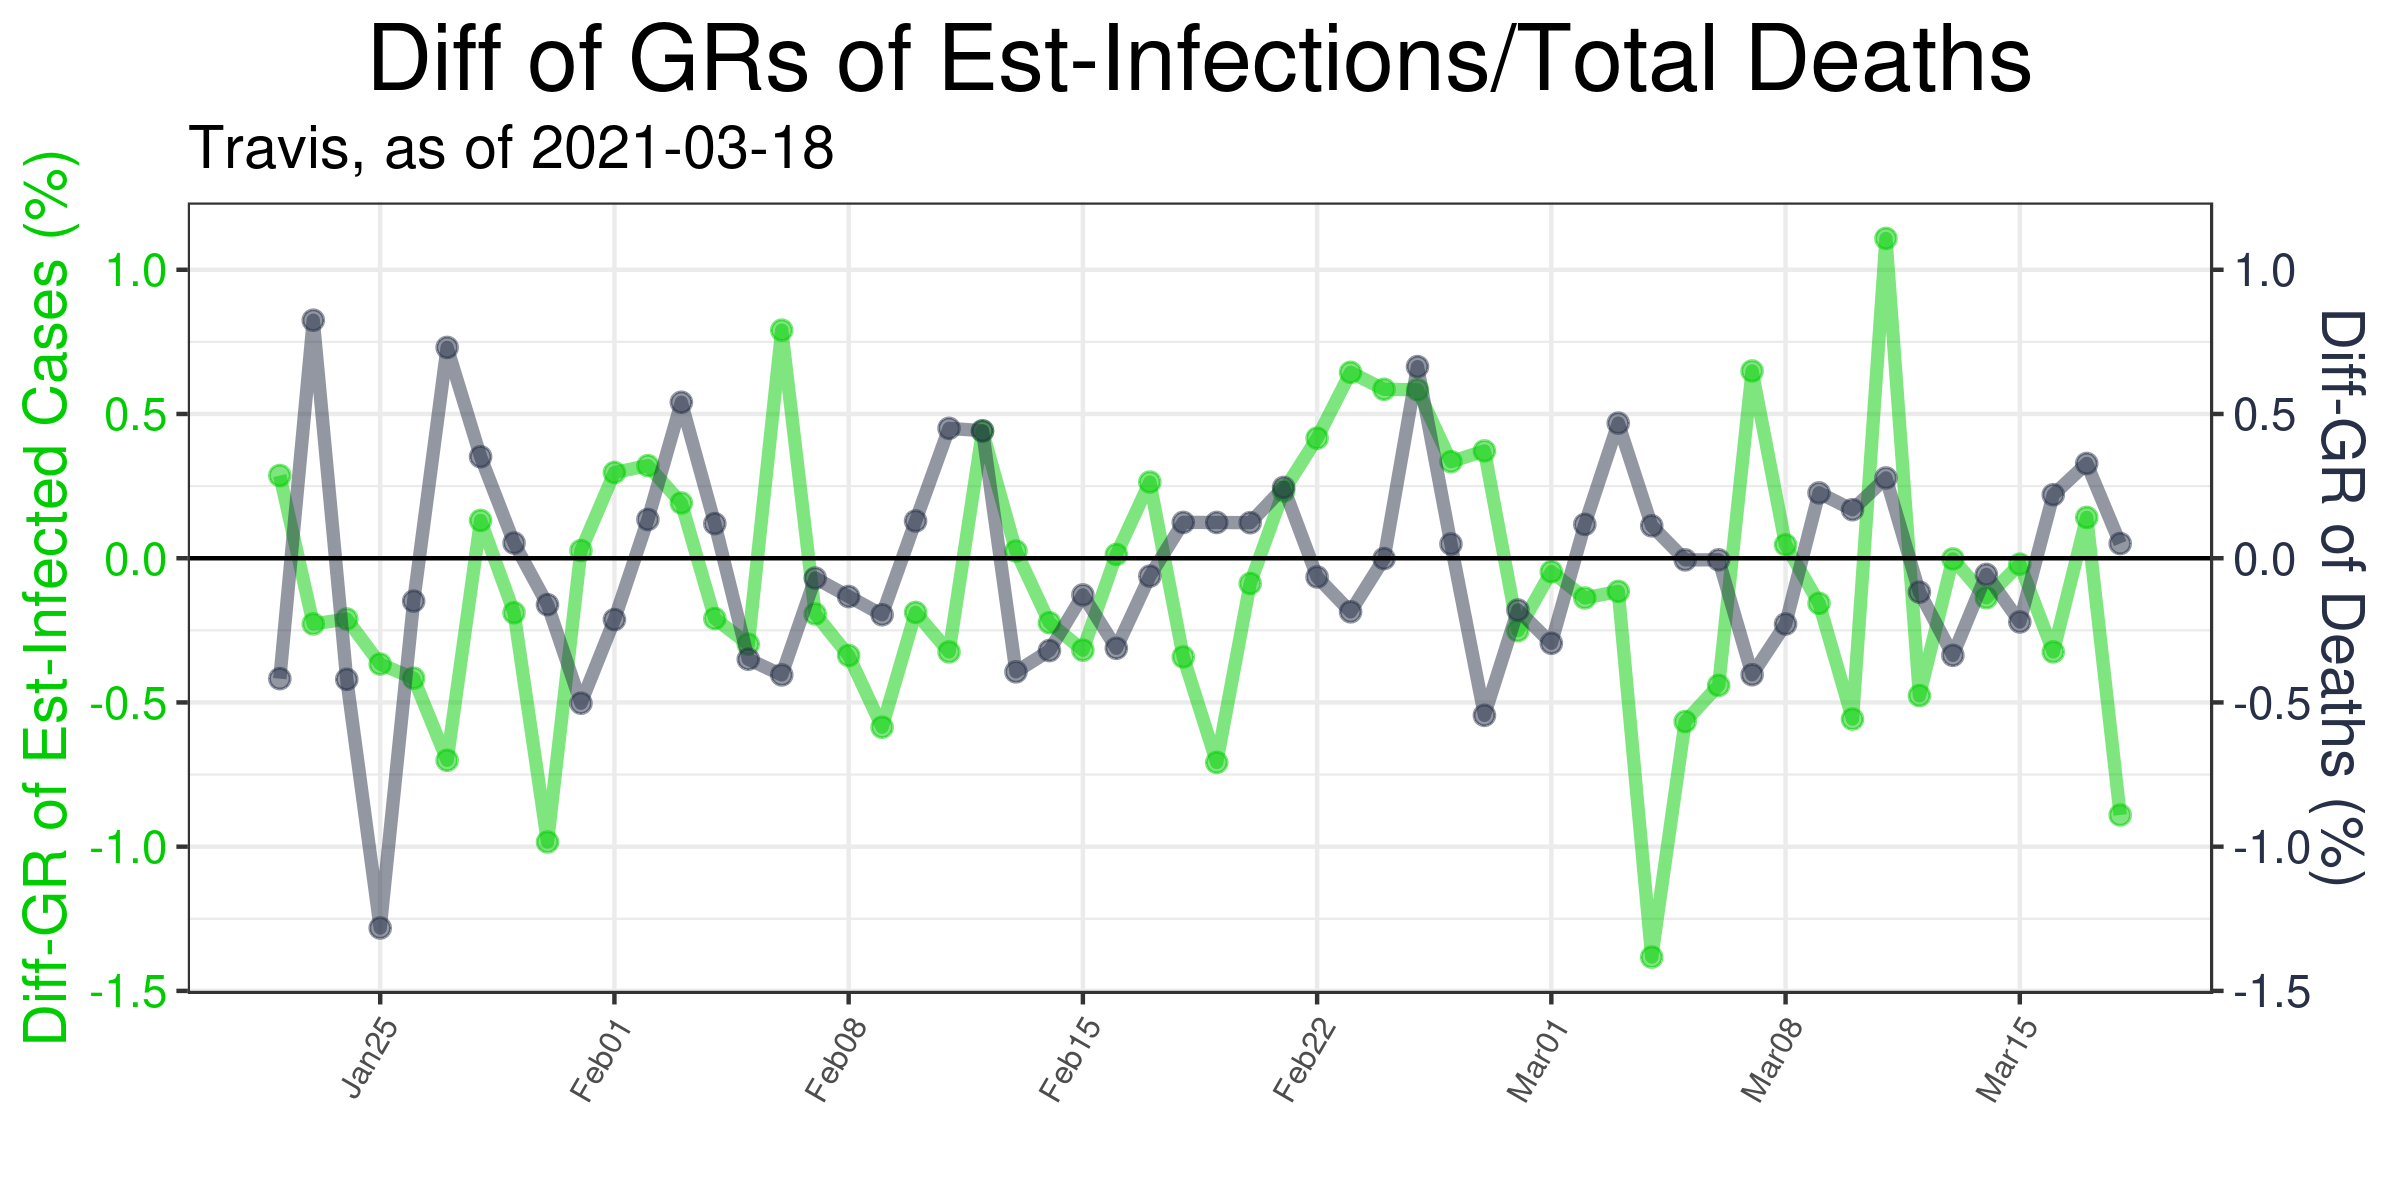 Diff of GRs of Est-Infections/Total Deaths
Travis, as of 2021-03-18
Diff-GR of Est-Infected Cases (%)
1.0
0.5
0.0
-0.5
-1.0
-1.5
1.0
0.5
0.0
-0.5
-1.0
-1.5
Diff-GR of Deaths (%)
Jan25
Feb01
Feb08
Feb15
Feb22
Mar01
Mar08
Mar15